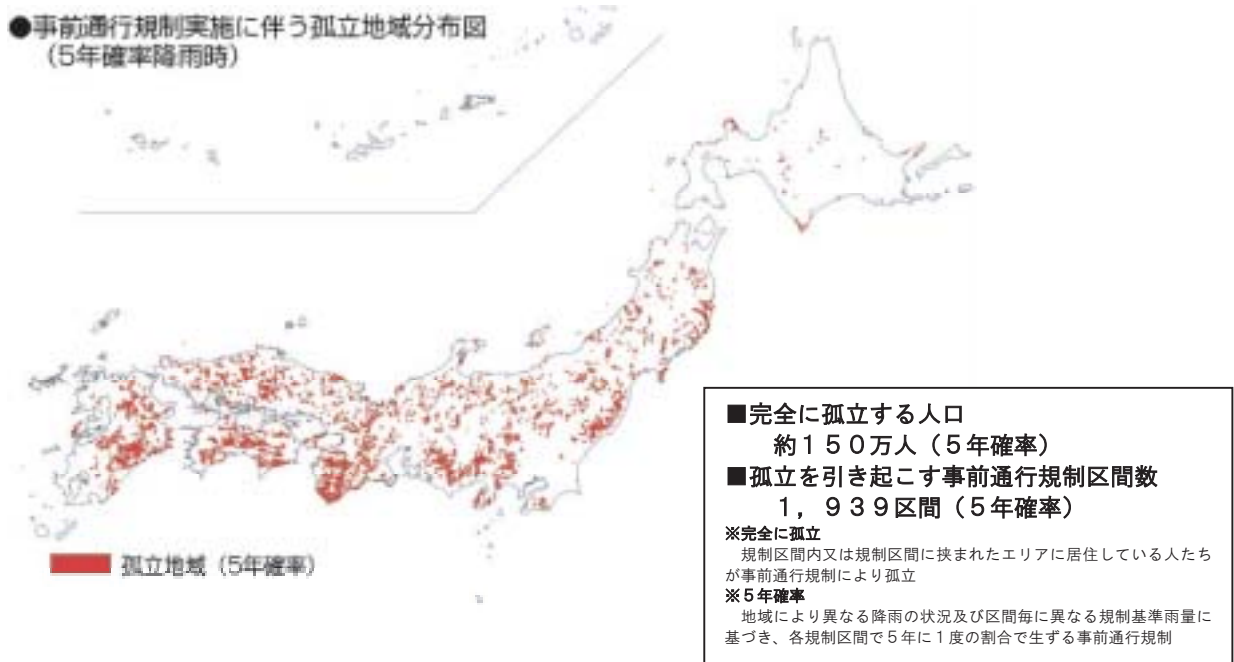 ●事前通行規制実施に伴う孤立地域分布図
（5年確率降雨時）
■完全に孤立する人口
約１５０万人（５年確率）
■孤立を引き起こす事前通行規制区間数
１，９３９区間（５年確率）
※完全に孤立
規制区間内又は規制区間に挟まれたエリアに居住している人たち
が事前通行規制により孤立
※５年確率
地域により異なる降雨の状況及び区間毎に異なる規制基準雨量に
基づき、各規制区間で５年に１度の割合で生ずる事前通行規制
孤立地域（5年確率）